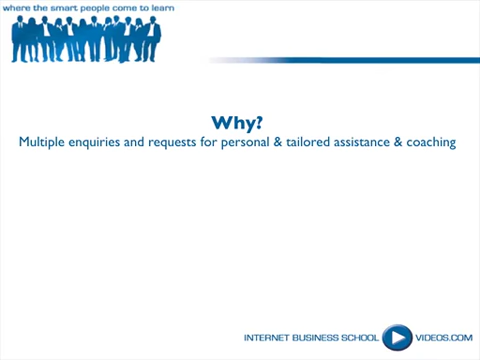 where the smart people come to learn
Why?
Multiple enquiries and requests for personal & tailored assistance & coaching
INTERNET BUSINESS SCHOOL VIDEOS.COM